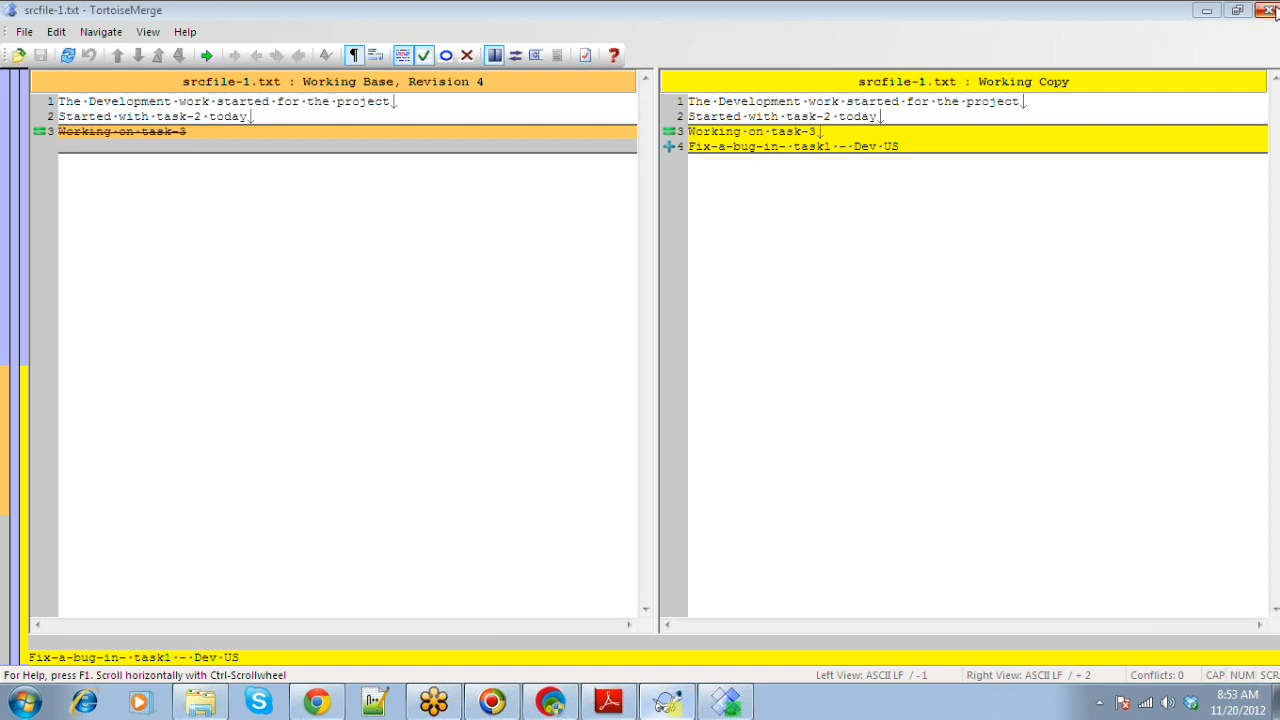 srcfile-1.txt - TortoiseMerge
File Edit Navigate View Help
srcfile-1.txt : Working Base, Revision 4
1 The Development work started for the project
2 Started with task-2 today
3 Working on task-3
srcfile-1.txt : Working Copy
1 The Development work started for the project
2 Started with task-2 today
3 Working on task-3
4 Fix-a-bug-in- task1 - Dev US
Fix-a-bug-in- task1 - Dev US
For Help, press F1. Scroll horizontally with Ctrl-Scrollwheel
Left View: ASCII LF / - 1 Right View: ASCII LF / + 2 Conflicts: 0 CAP NUM SCR
8:53 AM
11/20/2012